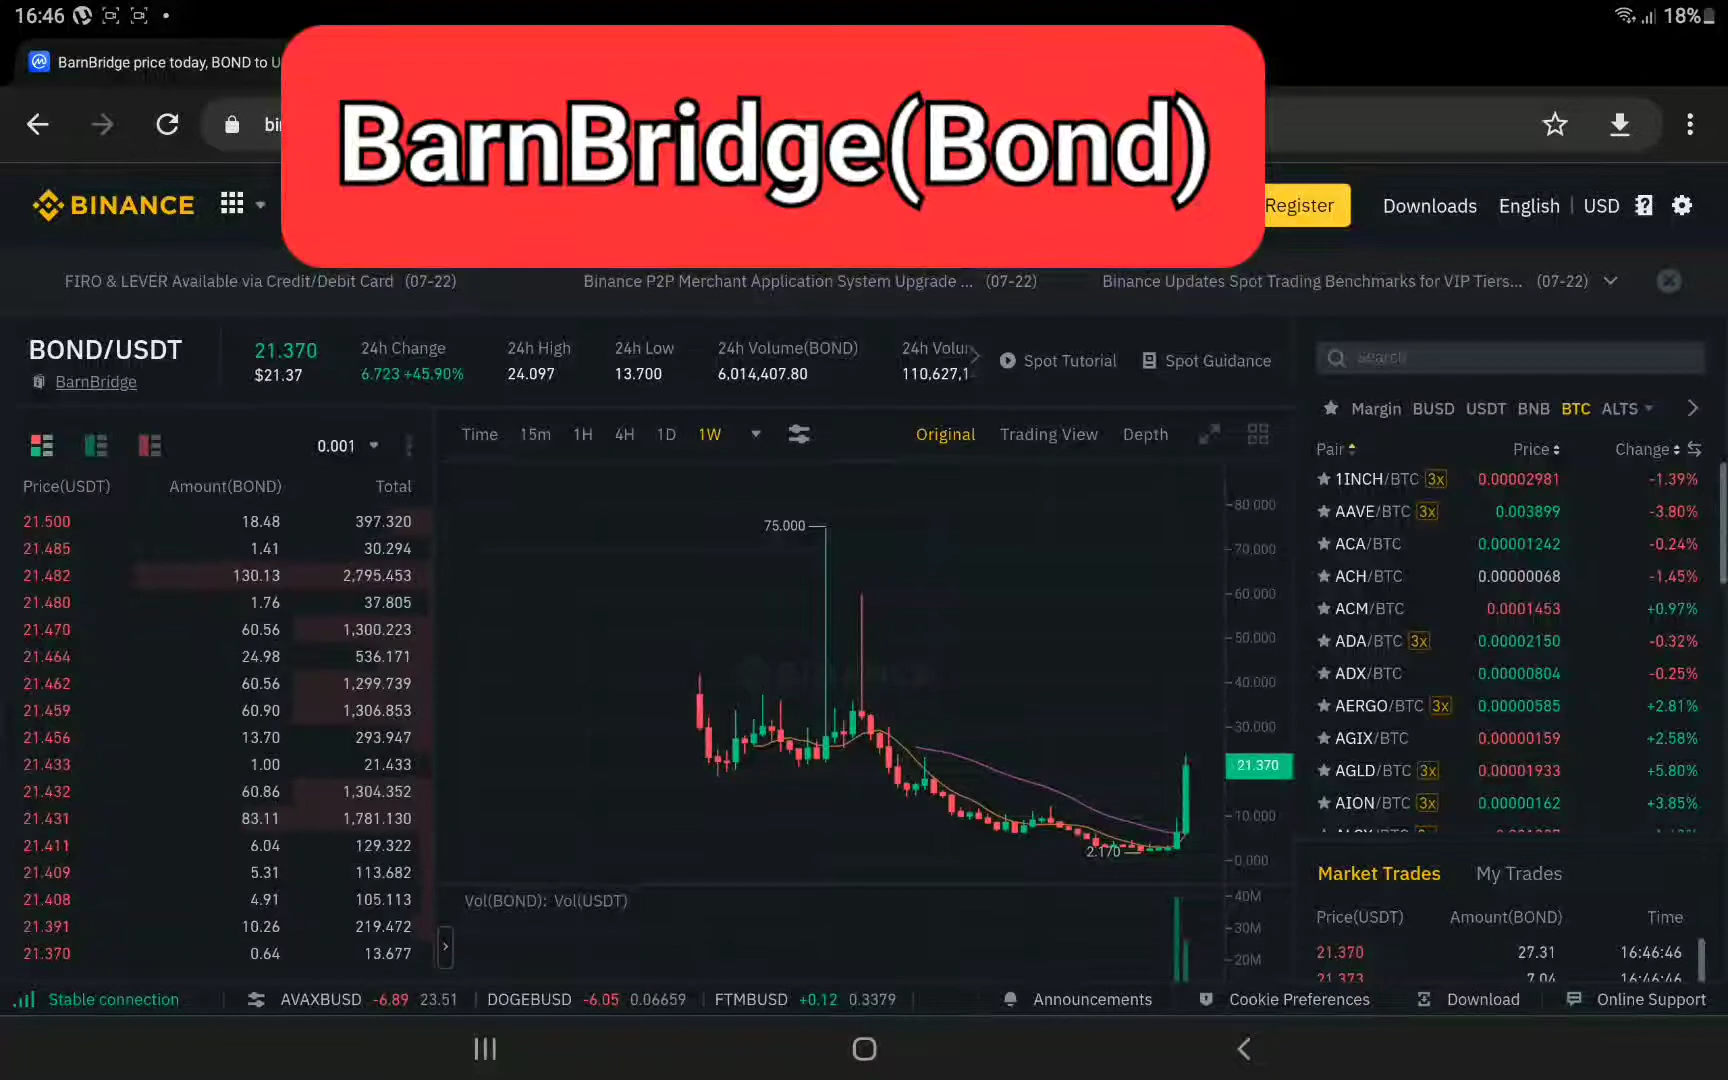 16:46
18%
BarnBridge price today, BOND to U
BarnBridge(Bond)
BINANCE
Register
Downloads
English
USD
FIRO & LEVER Available via Credit/Debit Card (07-22)
Binance P2P Merchant Application System Upgrade ... (07-22)
Binance Updates Spot Trading Benchmarks for VIP Tiers... (07-22)
BOND/USDT
BarnBridge
21.370
$21.37
24h Change
6.723 +45.90%
24h High
24.097
24h Low
13.700
24h Volume(BOND)
6,014,407.80
24h Volu
110,627,1
Spot Tutorial
Spot Guidance
Search
0.001
Price(USDT) Amount(BOND) Total
21.500 18.48 397.320
21.485 1.41 30.294
21.482 130.13 2,795.453
21.480 1.76 37.805
21.470 60.56 1,300.223
21.464 24.98 536.171
21.462 60.56 1,299.739
21.459 60.90 1,306.853
21.456 13.70 293.947
21.433 1.00 21.433
21.432 60.86 1,304.352
21.431 83.11 1,781.130
21.411 6.04 129.322
21.409 5.31 113.682
21.408 4.91 105.113
21.391 10.26 219.472
21.370 0.64 13.677
Time 15m 1H 4H 1D 1W
Original Trading View Depth
75.000
2.170
80.000
70.000
60.000
50.000
40.000
30.000
21.370
10.000
0.000
Vol(BOND): Vol(USDT)
40M
30M
20M
Margin BUSD USDT BNB BTC ALTS
Pair Price Change
1INCH/BTC 3x 0.00002981 -1.39%
AAVE/BTC 3x 0.003899 -3.80%
ACA/BTC 0.00001242 -0.24%
ACH/BTC 0.00000068 -1.45%
ACM/BTC 0.0001453 +0.97%
ADA/BTC 3x 0.00002150 -0.32%
ADX/BTC 0.00000804 -0.25%
AERGO/BTC 3x 0.00000585 +2.81%
AGIX/BTC 0.00000159 +2.58%
AGLD/BTC 3x 0.00001933 +5.80%
AION/BTC 3x 0.00000162 +3.85%
Market Trades My Trades
Price(USDT) Amount(BOND) Time
21.370 27.31 16:46:46
21.373 7.04 16:46:46
Stable connection
AVAXBUSD -6.89 23.51
DOGEBUSD -6.05 0.06659
FTMBUSD +0.12 0.3379
Announcements
Cookie Preferences
Download
Online Support